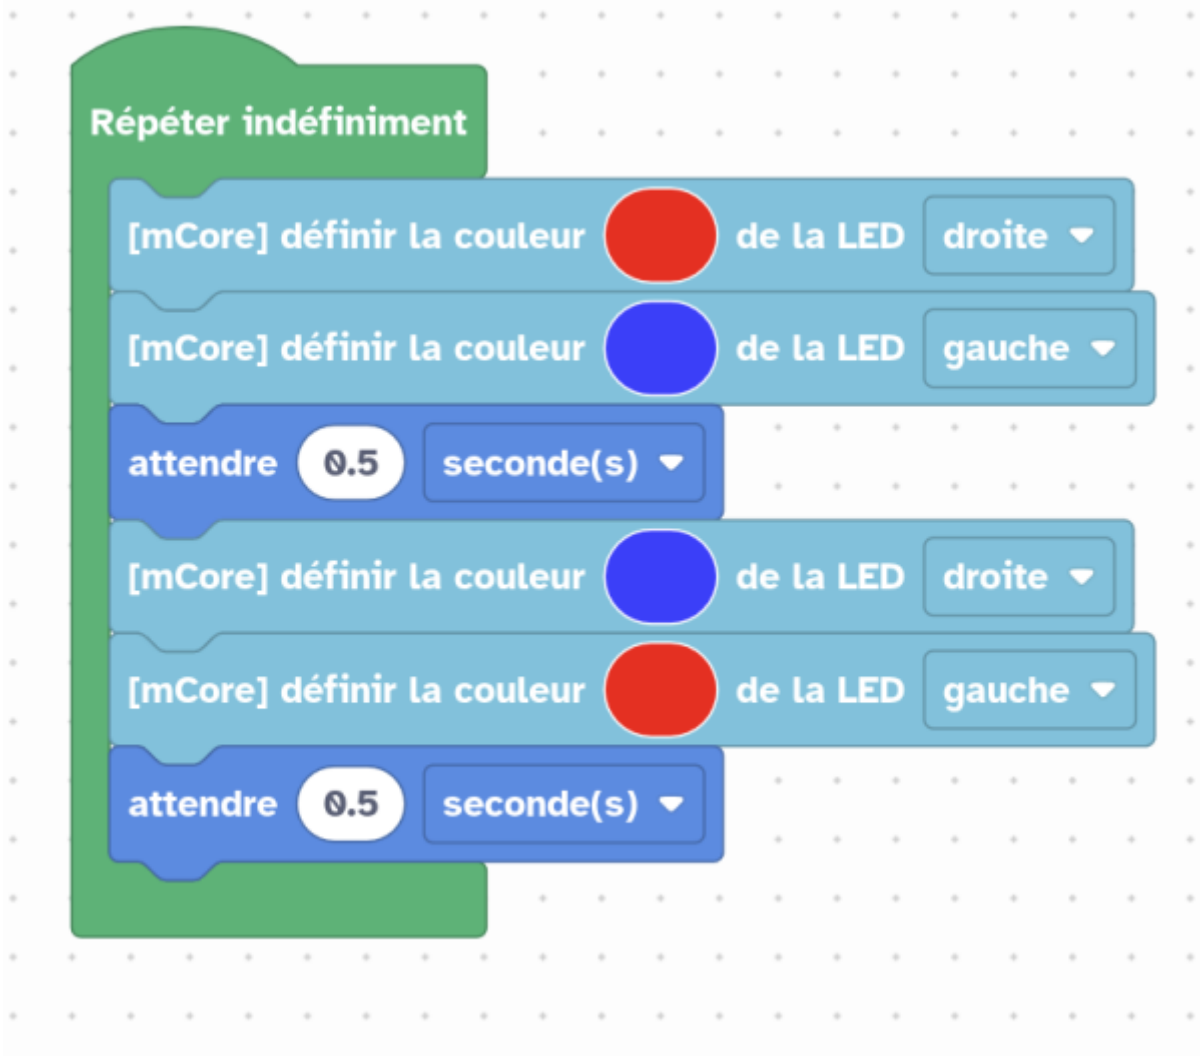 Répéter indéfiniment
[mCore] définir la couleur de la LED droite
[mCore] définir la couleur de la LED gauche
attendre 0.5 seconde(s)
[mCore] définir la couleur de la LED droite
[mCore] définir la couleur de la LED gauche
attendre 0.5 seconde(s)